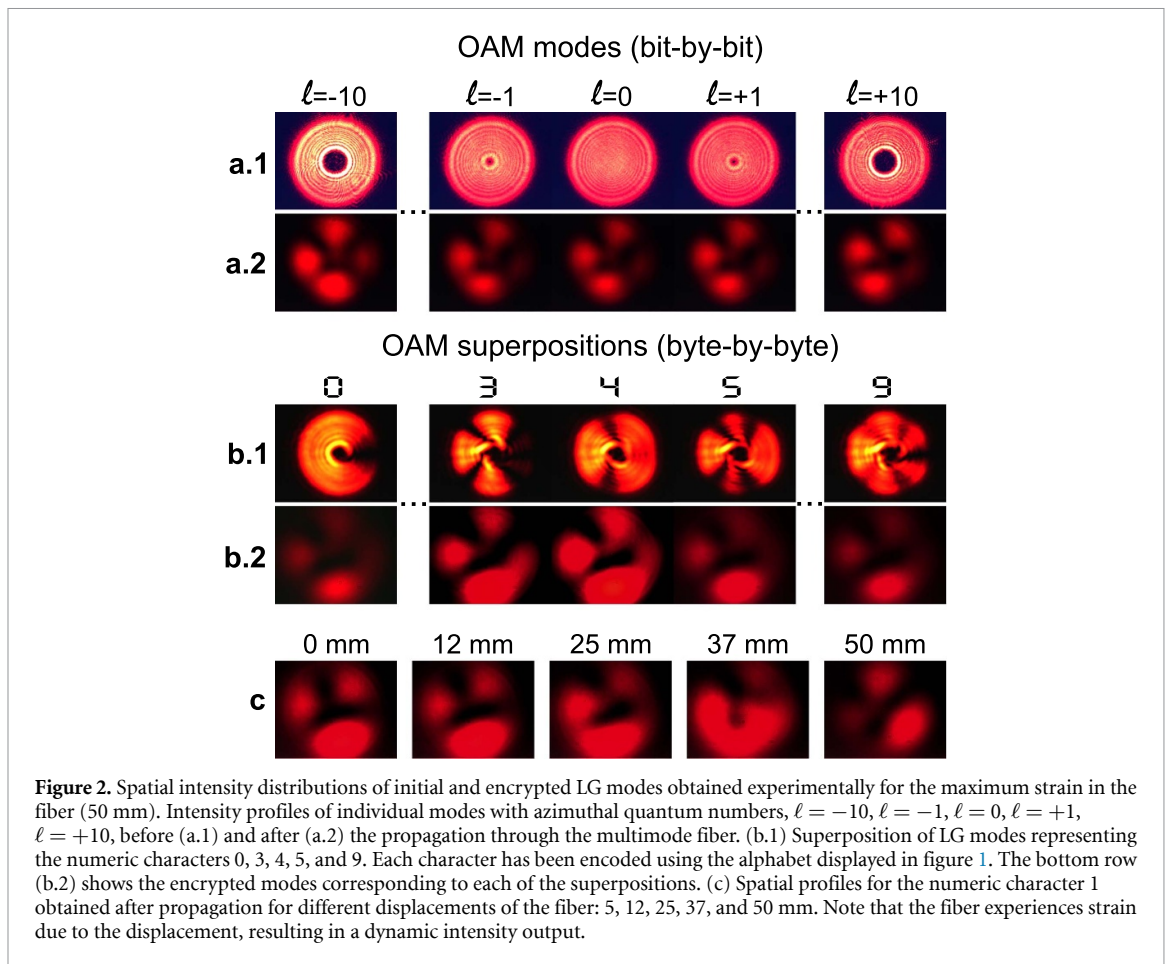 OAM modes (bit-by-bit)
ℓ=-10 ℓ=-1 ℓ=0 ℓ=+1 ℓ=+10
a.1
...
...
a.2
OAM superpositions (byte-by-byte)
0 3 4 5 9
b.1
...
...
b.2
0 mm 12 mm 25 mm 37 mm 50 mm
c
Figure 2. Spatial intensity distributions of initial and encrypted LG modes obtained experimentally for the maximum strain in the
fiber (50 mm). Intensity profiles of individual modes with azimuthal quantum numbers, ℓ = −10, ℓ = −1, ℓ = 0, ℓ = +1,
ℓ = +10, before (a.1) and after (a.2) the propagation through the multimode fiber. (b.1) Superposition of LG modes representing
the numeric characters 0, 3, 4, 5, and 9. Each character has been encoded using the alphabet displayed in figure 1. The bottom row
(b.2) shows the encrypted modes corresponding to each of the superpositions. (c) Spatial profiles for the numeric character 1
obtained after propagation for different displacements of the fiber: 5, 12, 25, 37, and 50 mm. Note that the fiber experiences strain
due to the displacement, resulting in a dynamic intensity output.